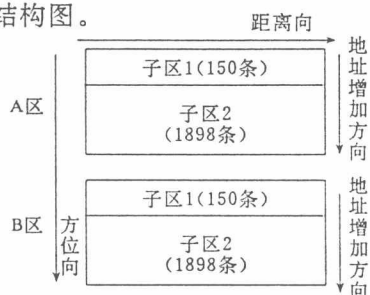 结构图。
距离向
A区
子区1(150条)
子区2
(1898条)
地址增加方向
B区
方位向
子区1(150条)
子区2
(1898条)
地址增加方向